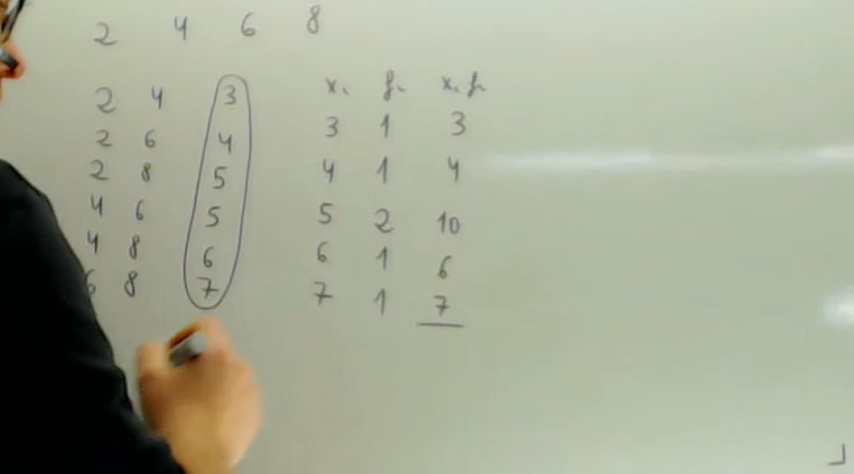 2 4 6 8
2 4 3 xᵢ fᵢ xᵢ fᵢ
2 6 4 3 1 3
2 8 5 4 1 4
4 6 5 5 2 10
4 8 6 6 1 6
6 8 7 7 1 7